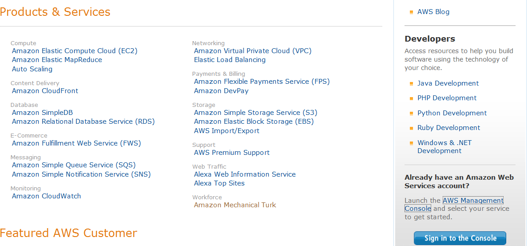 Products & Services
Compute
Amazon Elastic Compute Cloud (EC2)
Amazon Elastic MapReduce
Auto Scaling
Content Delivery
Amazon CloudFront
Database
Amazon SimpleDB
Amazon Relational Database Service (RDS)
E-Commerce
Amazon Fulfillment Web Service (FWS)
Messaging
Amazon Simple Queue Service (SQS)
Amazon Simple Notification Service (SNS)
Monitoring
Amazon CloudWatch
Networking
Amazon Virtual Private Cloud (VPC)
Elastic Load Balancing
Payments & Billing
Amazon Flexible Payments Service (FPS)
Amazon DevPay
Storage
Amazon Simple Storage Service (S3)
Amazon Elastic Block Storage (EBS)
AWS Import/Export
Support
AWS Premium Support
Web Traffic
Alexa Web Information Service
Alexa Top Sites
Workforce
Amazon Mechanical Turk
Featured AWS Customer
AWS Blog
Developers
Access resources to help you build
software using the technology of
your choice.
Java Development
PHP Development
Python Development
Ruby Development
Windows & .NET
Development
Already have an Amazon Web
Services account?
Launch the AWS Management
Console and select your service
to get started.
Sign in to the Console